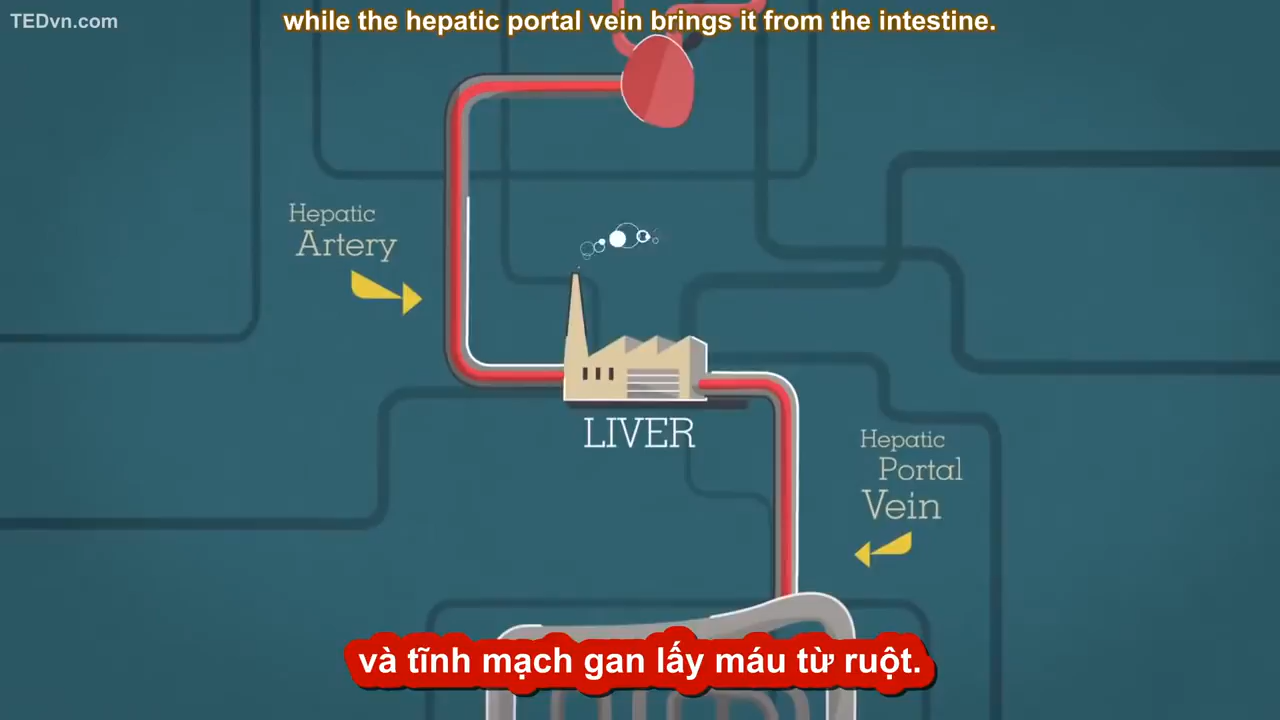 TEDvn.com
while the hepatic portal vein brings it from the intestine.
Hepatic
Artery
LIVER
Hepatic
Portal
Vein
và tĩnh mạch gan lấy máu từ ruột.